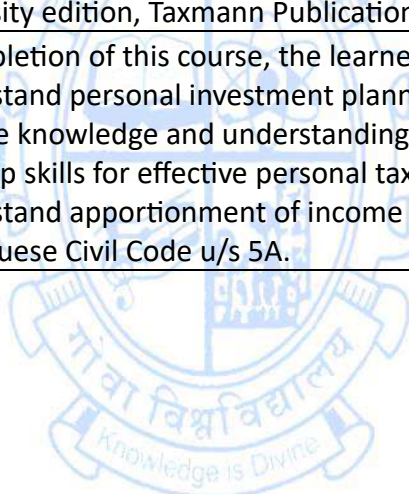 sity edition, Taxmann Publication
pletion of this course, the learne
stand personal investment plann
e knowledge and understanding
p skills for effective personal tax
stand apportionment of income
uese Civil Code u/s 5A.
गोवा विश्वविद्यालय
Knowledge is Divine